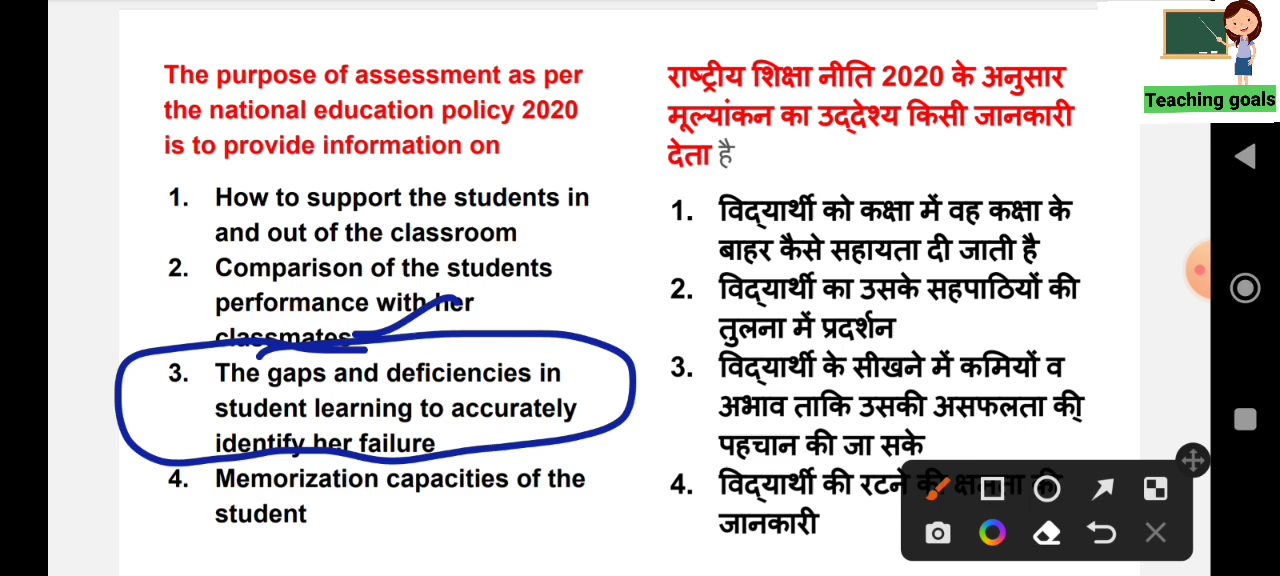 The purpose of assessment as per
the national education policy 2020
is to provide information on
1. How to support the students in
and out of the classroom
2. Comparison of the students
performance with her
classmates
3. The gaps and deficiencies in
student learning to accurately
identify her failure
4. Memorization capacities of the
student
राष्ट्रीय शिक्षा नीति 2020 के अनुसार
मूल्यांकन का उद्देश्य किसी जानकारी
देता है
1. विद्यार्थी को कक्षा में वह कक्षा के
बाहर कैसे सहायता दी जाती है
2. विद्यार्थी का उसके सहपाठियों की
तुलना में प्रदर्शन
3. विद्यार्थी के सीखने में कमियों व
अभाव ताकि उसकी असफलता की
पहचान की जा सके
4. विद्यार्थी की रटने की क्षमता की
जानकारी
Teaching goals